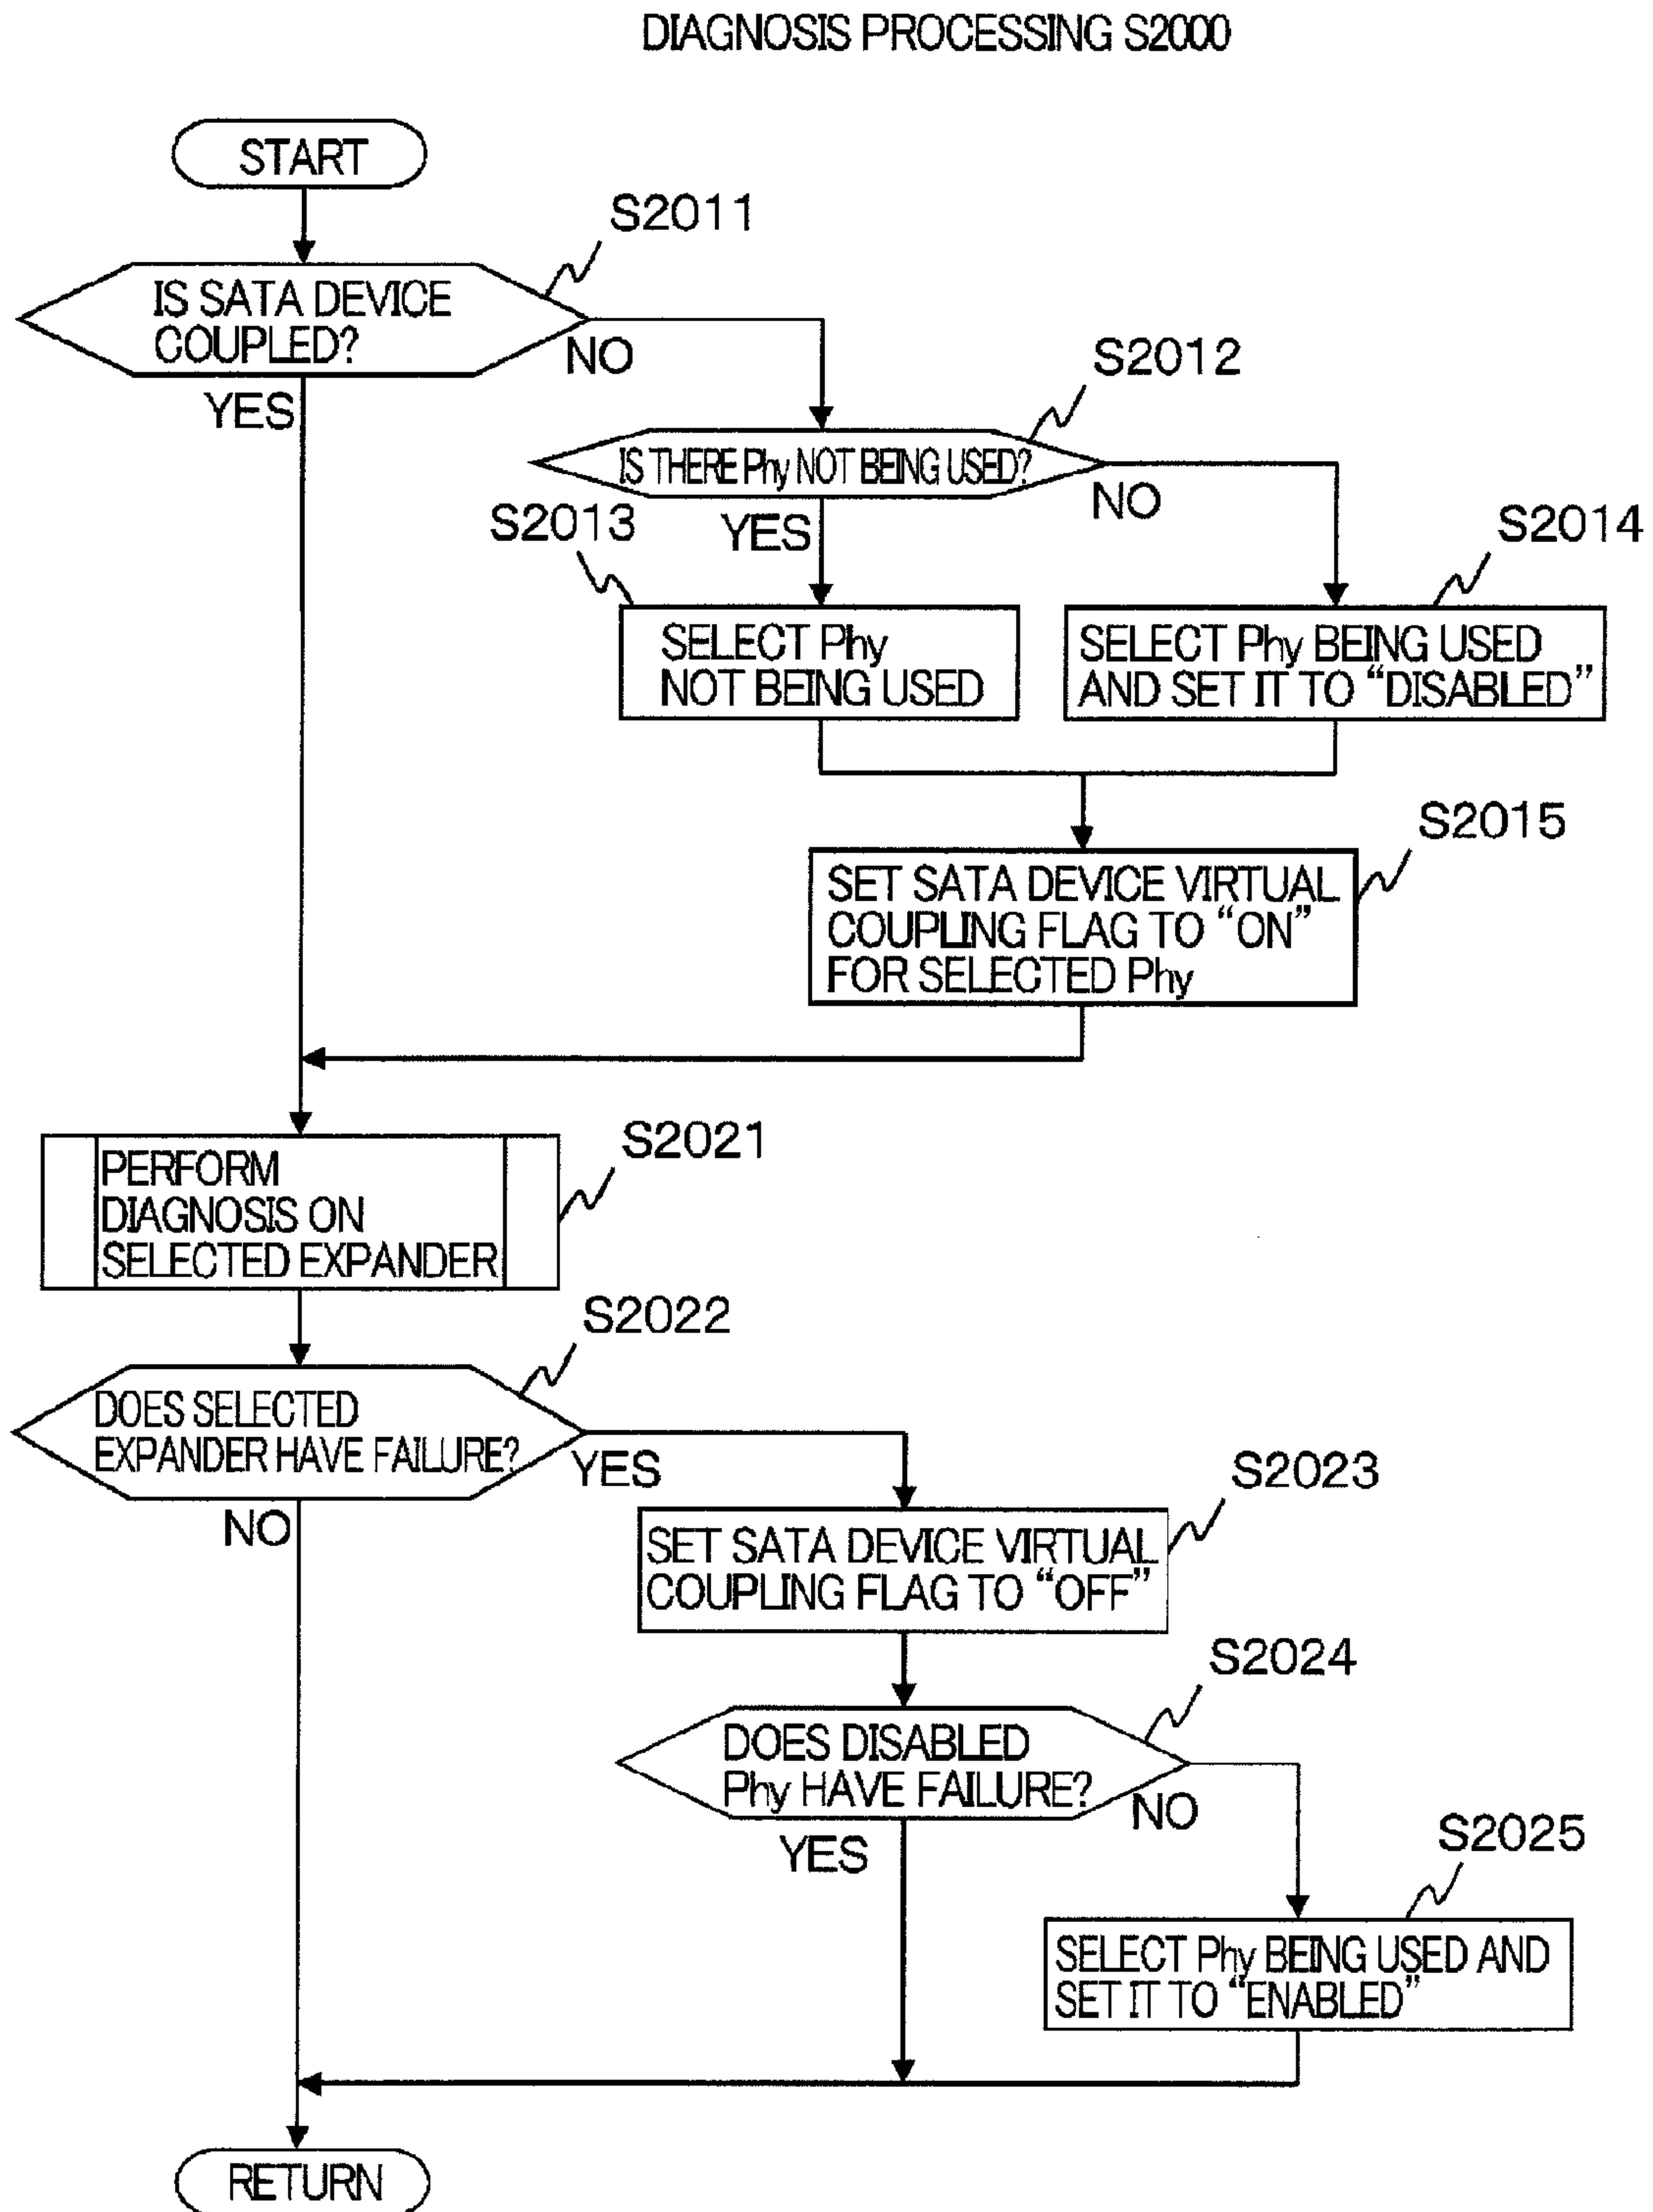 DIAGNOSIS PROCESSING S2000
START
S2011
IS SATA DEVICE
COUPLED?
NO
YES
S2012
IS THERE Phy NOT BEING USED?
NO
YES
S2013
S2014
SELECT Phy
NOT BEING USED
SELECT Phy BEING USED
AND SET IT TO “DISABLED”
S2015
SET SATA DEVICE VIRTUAL
COUPLING FLAG TO “ON”
FOR SELECTED Phy
S2021
PERFORM
DIAGNOSIS ON
SELECTED EXPANDER
S2022
DOES SELECTED
EXPANDER HAVE FAILURE?
YES
NO
S2023
SET SATA DEVICE VIRTUAL
COUPLING FLAG TO “OFF”
S2024
DOES DISABLED
Phy HAVE FAILURE?
NO
YES
S2025
SELECT Phy BEING USED AND
SET IT TO “ENABLED”
RETURN